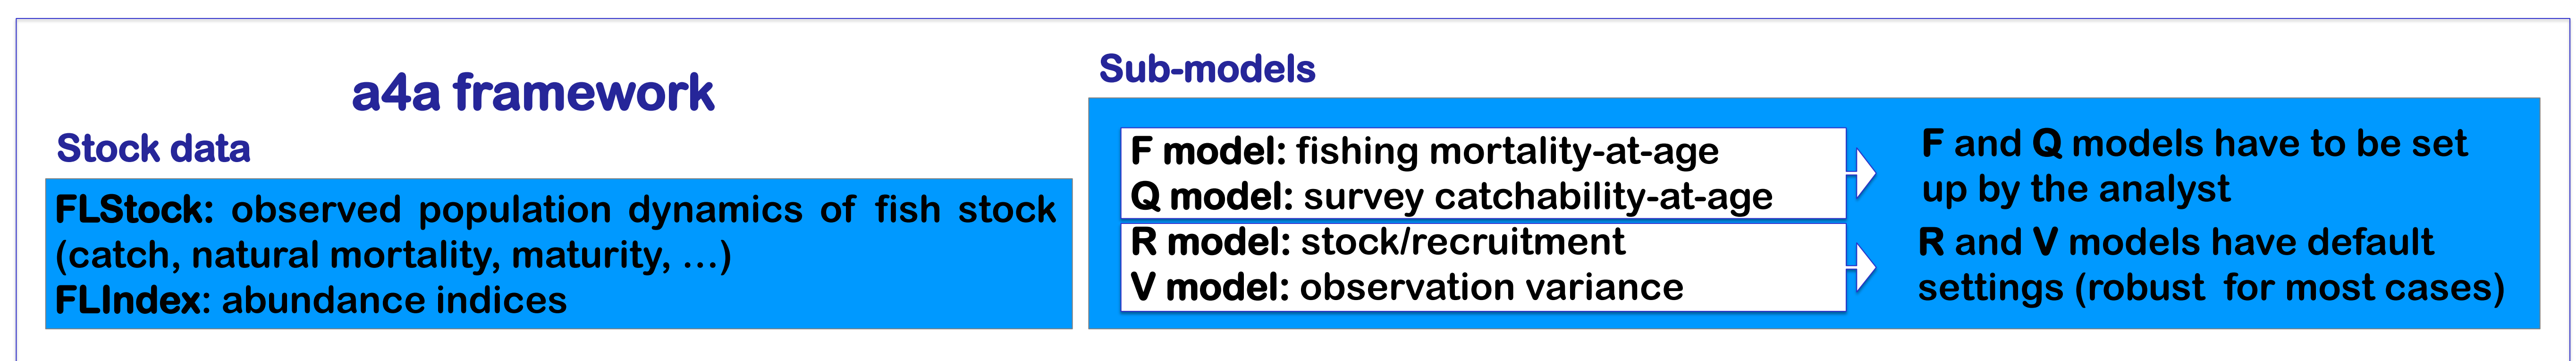 a4a framework
Stock data
FLStock: observed population dynamics of fish stock
(catch, natural mortality, maturity, ...)
FLIndex: abundance indices
Sub-models
F model: fishing mortality-at-age
Q model: survey catchability-at-age
R model: stock/recruitment
V model: observation variance
F and Q models have to be set
up by the analyst
R and V models have default
settings (robust for most cases)